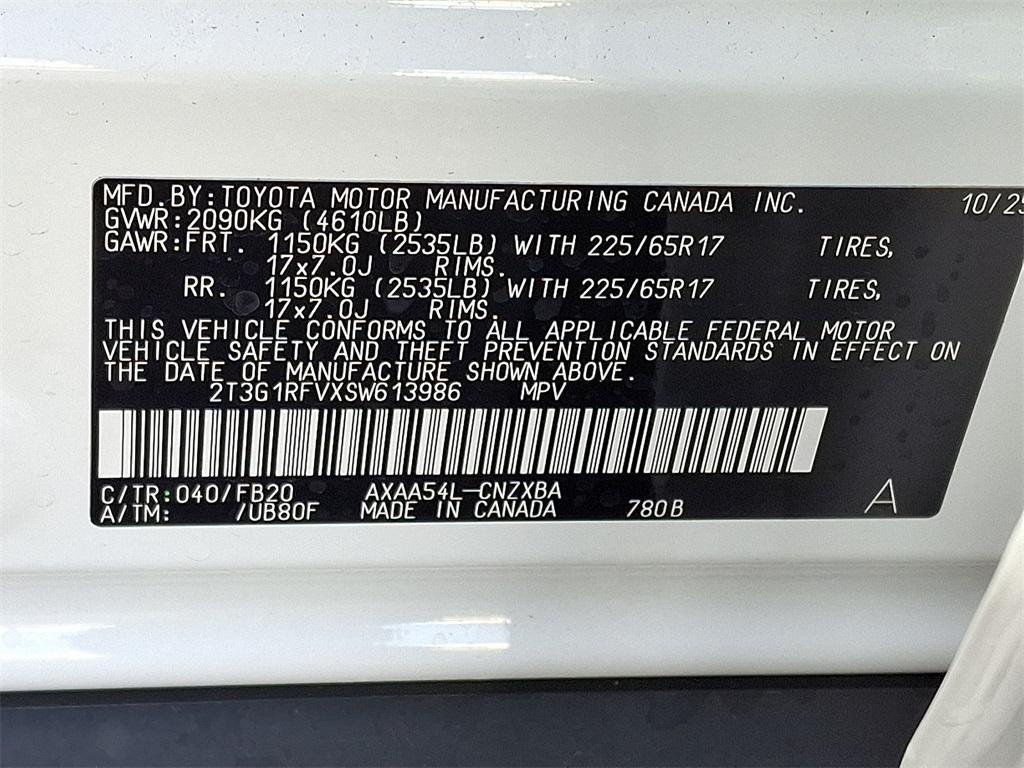 MFD.BY:TOYOTA MOTOR MANUFACTURING CANADA INC. 10/25
GVWR:2090KG (4610LB)
GAWR:FRT. 1150KG (2535LB) WITH 225/65R17 TIRES,
17x7.0J RIMS.
RR. 1150KG (2535LB) WITH 225/65R17 TIRES,
17x7.0J RIMS.
THIS VEHICLE CONFORMS TO ALL APPLICABLE FEDERAL MOTOR
VEHICLE SAFETY AND THEFT PREVENTION STANDARDS IN EFFECT ON
THE DATE OF MANUFACTURE SHOWN ABOVE.
2T3G1RFVXSW613986 MPV
C/TR:040/FB20 AXAA54L-CNZXBA A
A/TM: /UB80F MADE IN CANADA 780B